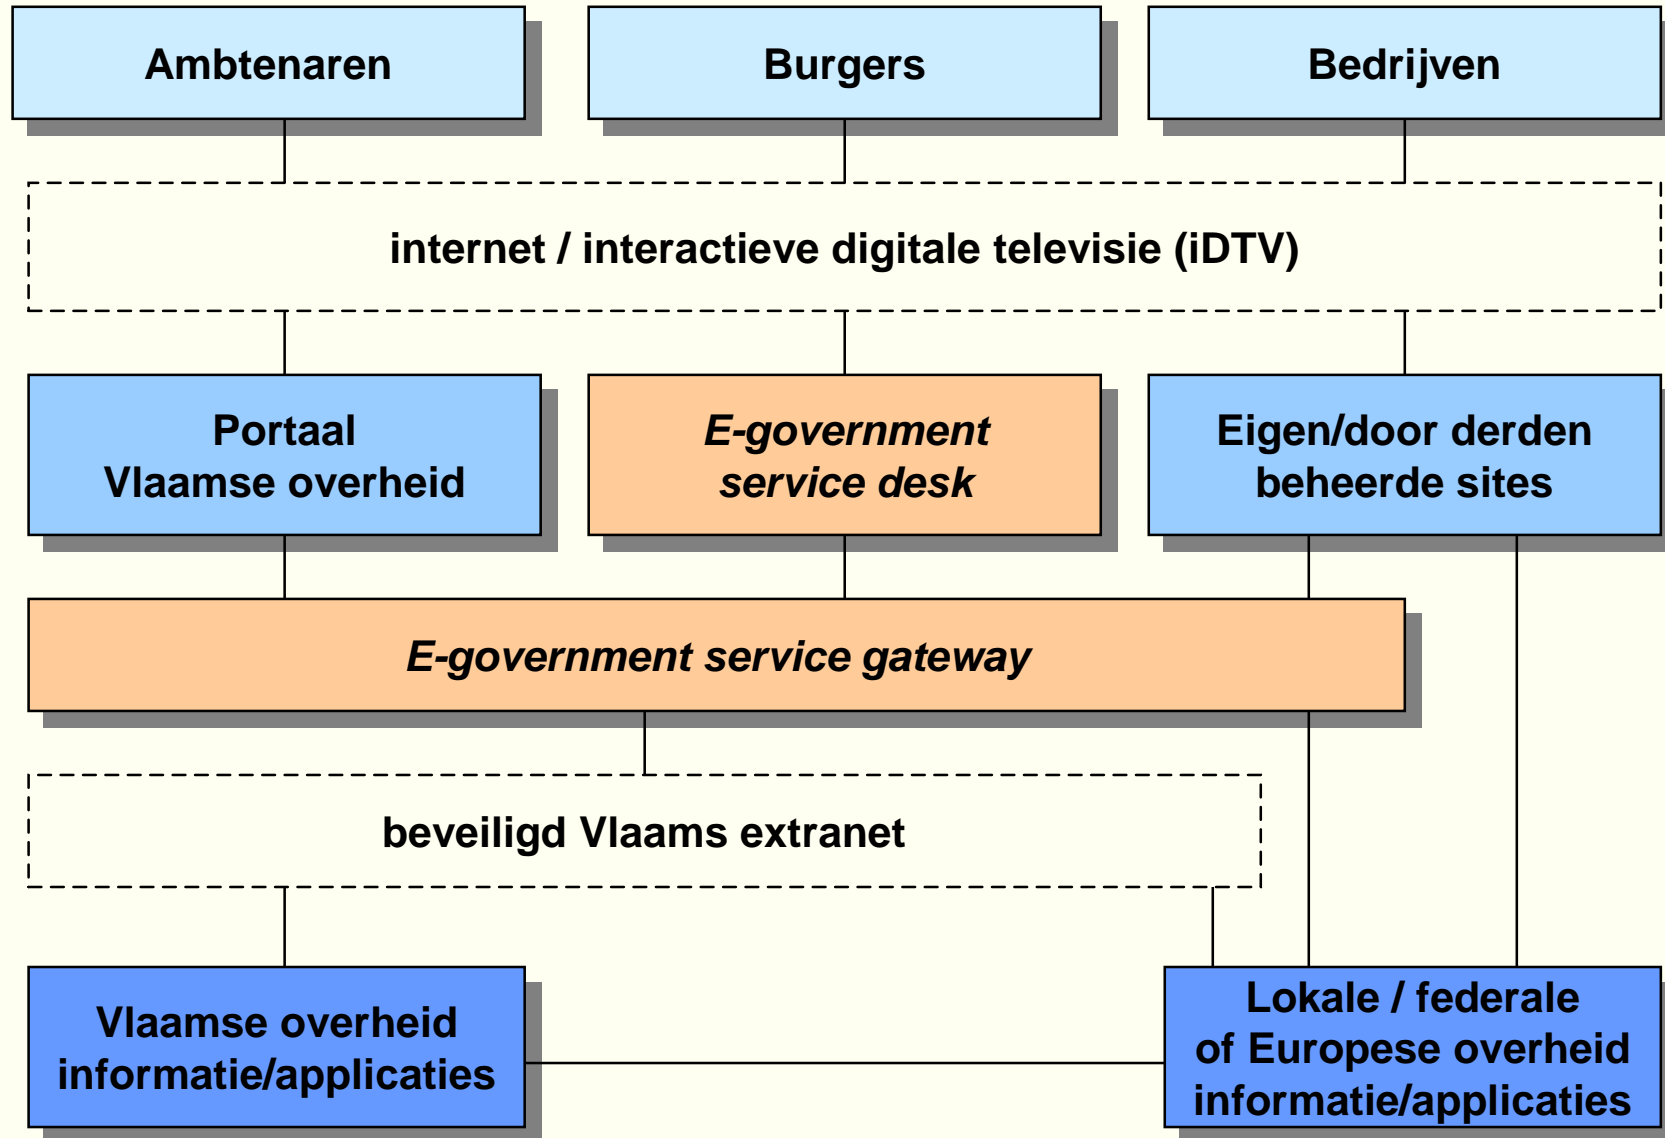 Ambtenaren
Burgers
Bedrijven
internet / interactieve digitale televisie (iDTV)
Portaal
Vlaamse overheid
E-government
service desk
Eigen/door derden
beheerde sites
E-government service gateway
beveiligd Vlaams extranet
Vlaamse overheid
informatie/applicaties
Lokale / federale
of Europese overheid
informatie/applicaties